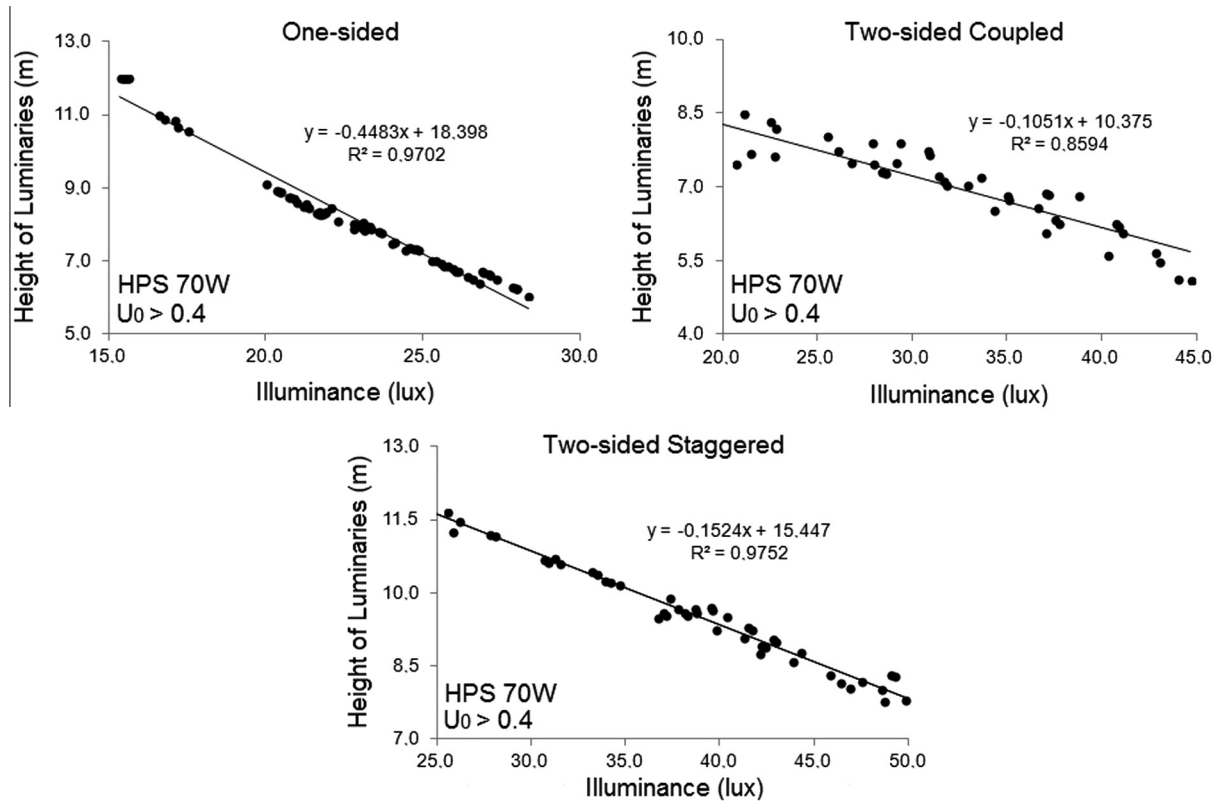 One-sided
Height of Luminaries (m)
13.0
11.0
9.0
7.0
5.0
y = -0.4483x + 18.398
R² = 0.9702
HPS 70W
U0 > 0.4
15.0 20.0 25.0 30.0
Illuminance (lux)
Two-sided Coupled
Height of Luminaries (m)
10.0
8.5
7.0
5.5
4.0
y = -0.1051x + 10.375
R² = 0.8594
HPS 70W
U0 > 0.4
20.0 25.0 30.0 35.0 40.0 45.0
Illuminance (lux)
Two-sided Staggered
Height of Luminaries (m)
13.0
11.5
10.0
8.5
7.0
y = -0.1524x + 15.447
R² = 0.9752
HPS 70W
U0 > 0.4
25.0 30.0 35.0 40.0 45.0 50.0
Illuminance (lux)